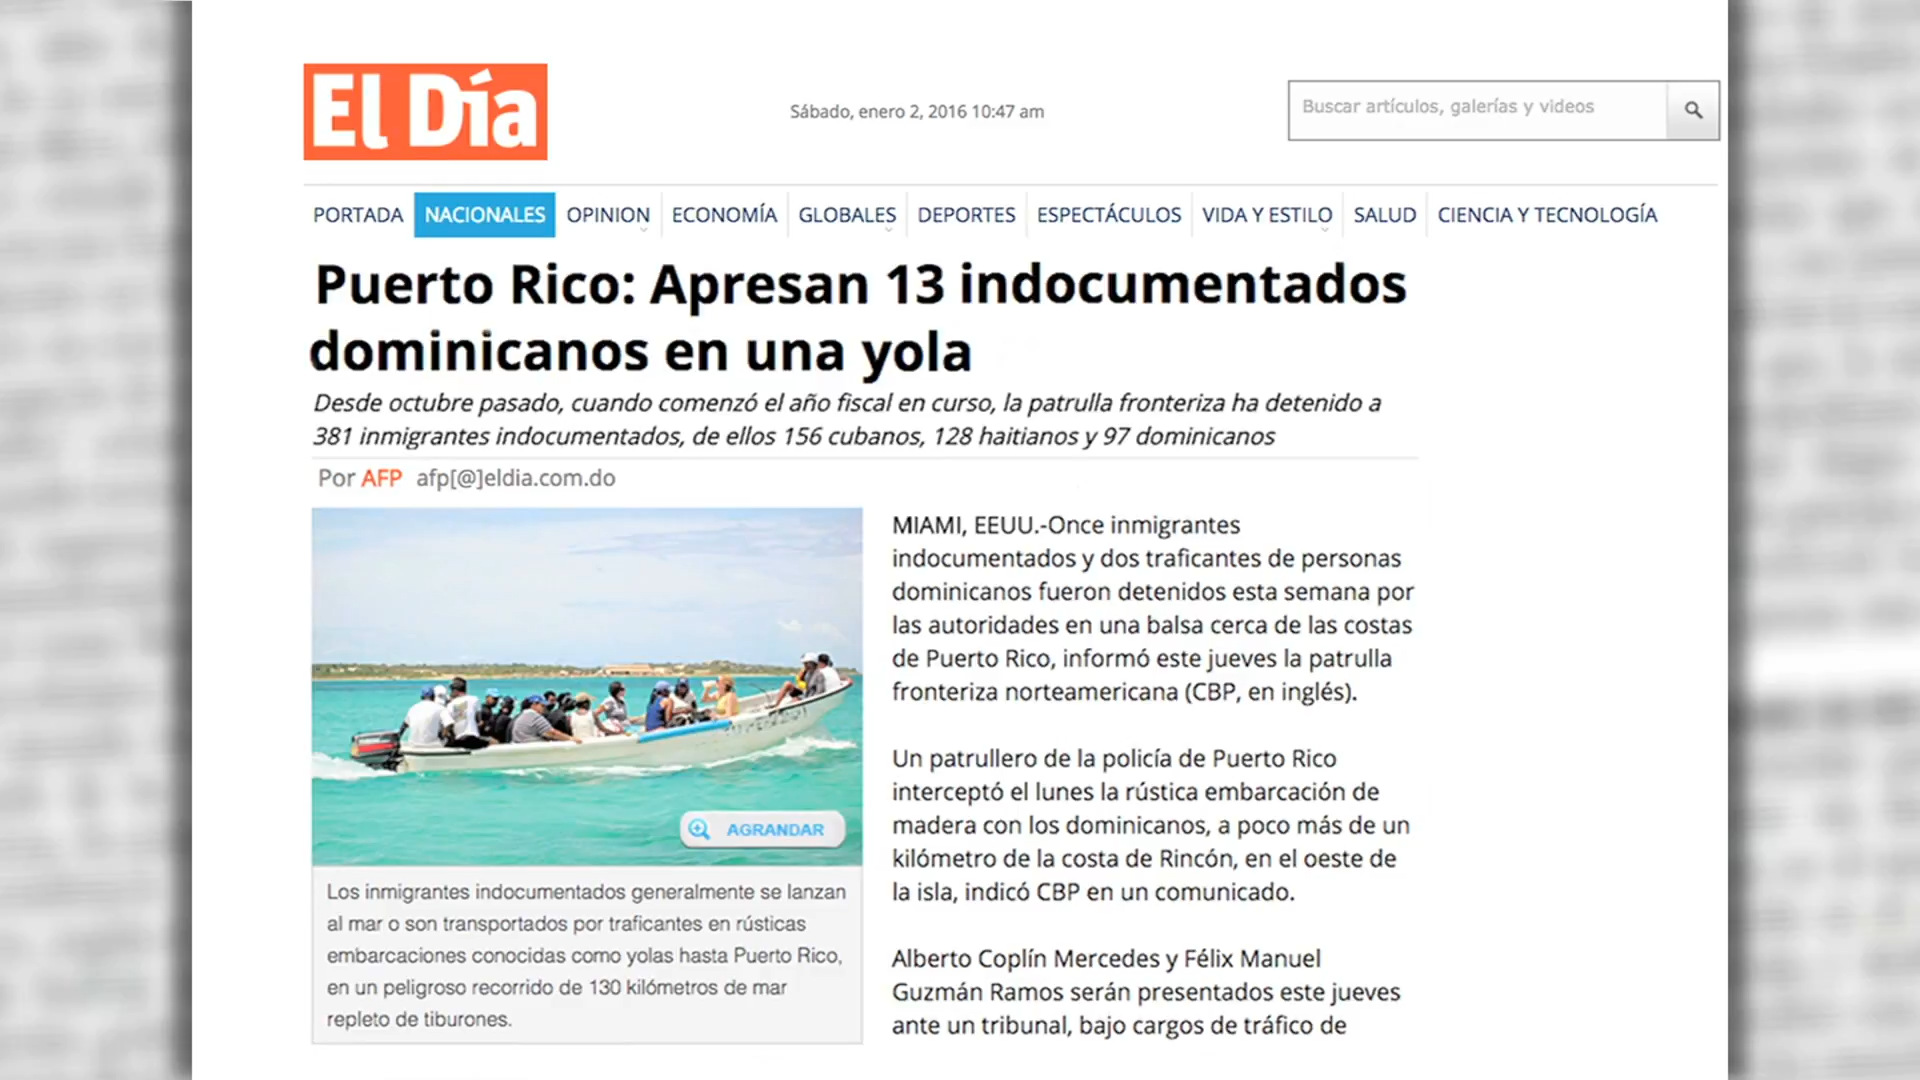 El Día
Sábado, enero 2, 2016 10:47 am
Buscar artículos, galerías y videos
PORTADA NACIONALES OPINION ECONOMÍA GLOBALES DEPORTES ESPECTÁCULOS VIDA Y ESTILO SALUD CIENCIA Y TECNOLOGÍA
Puerto Rico: Apresan 13 indocumentados
dominicanos en una yola
Desde octubre pasado, cuando comenzó el año fiscal en curso, la patrulla fronteriza ha detenido a
381 inmigrantes indocumentados, de ellos 156 cubanos, 128 haitianos y 97 dominicanos
Por AFP afp[@]eldia.com.do
AGRANDAR
Los inmigrantes indocumentados generalmente se lanzan
al mar o son transportados por traficantes en rústicas
embarcaciones conocidas como yolas hasta Puerto Rico,
en un peligroso recorrido de 130 kilómetros de mar
repleto de tiburones.
MIAMI, EEUU.-Once inmigrantes
indocumentados y dos traficantes de personas
dominicanos fueron detenidos esta semana por
las autoridades en una balsa cerca de las costas
de Puerto Rico, informó este jueves la patrulla
fronteriza norteamericana (CBP, en inglés).
Un patrullero de la policía de Puerto Rico
interceptó el lunes la rústica embarcación de
madera con los dominicanos, a poco más de un
kilómetro de la costa de Rincón, en el oeste de
la isla, indicó CBP en un comunicado.
Alberto Coplín Mercedes y Félix Manuel
Guzmán Ramos serán presentados este jueves
ante un tribunal, bajo cargos de tráfico de